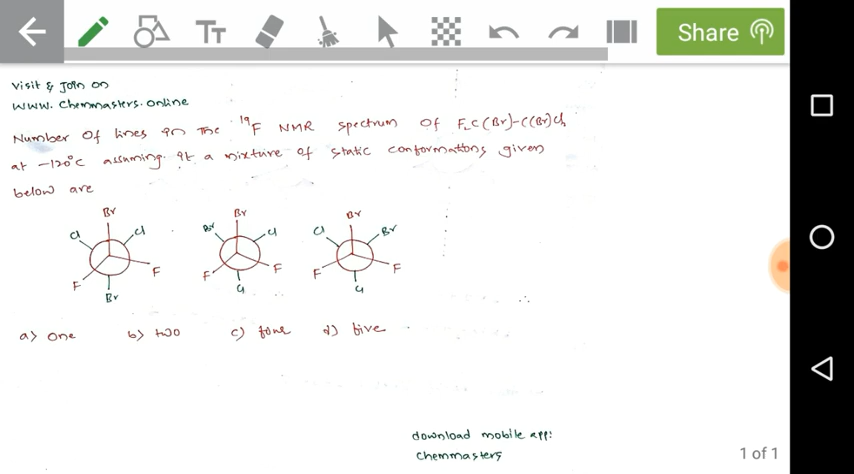 Share
Visit & Join on
www. Chemmasters. online
Number of lines in the 19F NMR spectrum of F2C(Br)-C(Br)Cl2
at -120°C assuming it a mixture of static conformations given
below are
Br Br Br
Cl Cl Br Cl Cl Br
F F F F F F
Br Cl Cl
a) one b) two c) four d) five
download mobile app:
Chemmasters
1 of 1